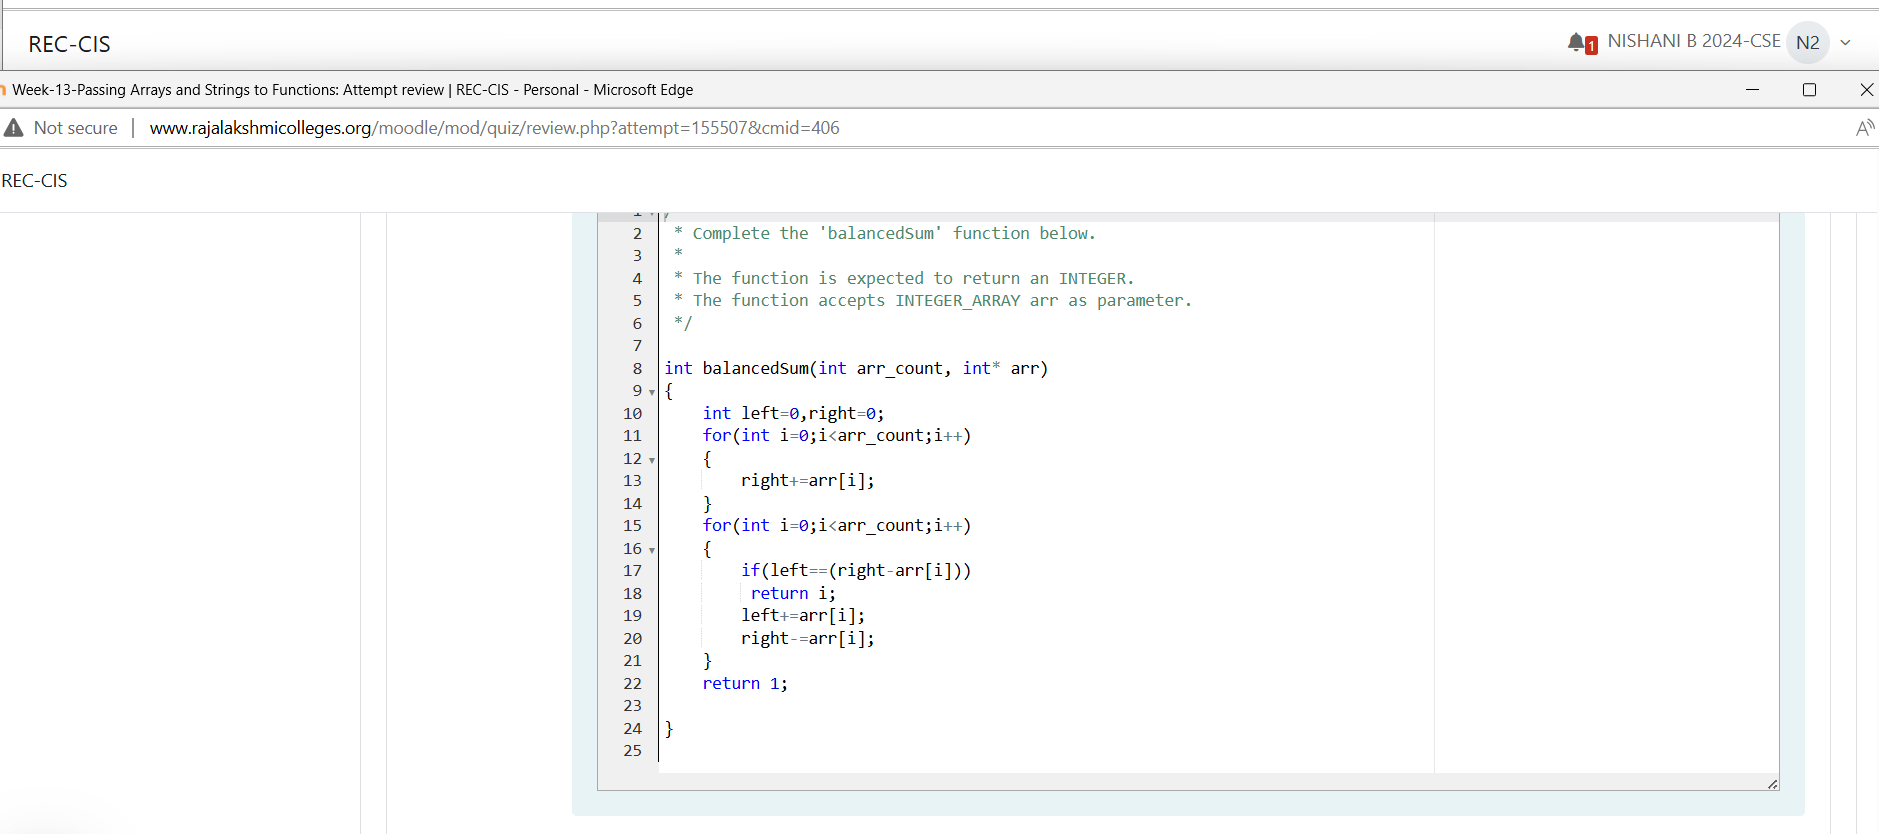 REC-CIS
1 NISHANI B 2024-CSE N2
Week-13-Passing Arrays and Strings to Functions: Attempt review | REC-CIS - Personal - Microsoft Edge
Not secure | www.rajalakshmicolleges.org/moodle/mod/quiz/review.php?attempt=155507&cmid=406
REC-CIS
2 * Complete the 'balancedSum' function below.
3 *
4 * The function is expected to return an INTEGER.
5 * The function accepts INTEGER_ARRAY arr as parameter.
6 */
7
8 int balancedSum(int arr_count, int* arr)
9 {
10 int left=0,right=0;
11 for(int i=0;i<arr_count;i++)
12 {
13 right+=arr[i];
14 }
15 for(int i=0;i<arr_count;i++)
16 {
17 if(left==(right-arr[i]))
18 return i;
19 left+=arr[i];
20 right-=arr[i];
21 }
22 return 1;
23
24 }
25